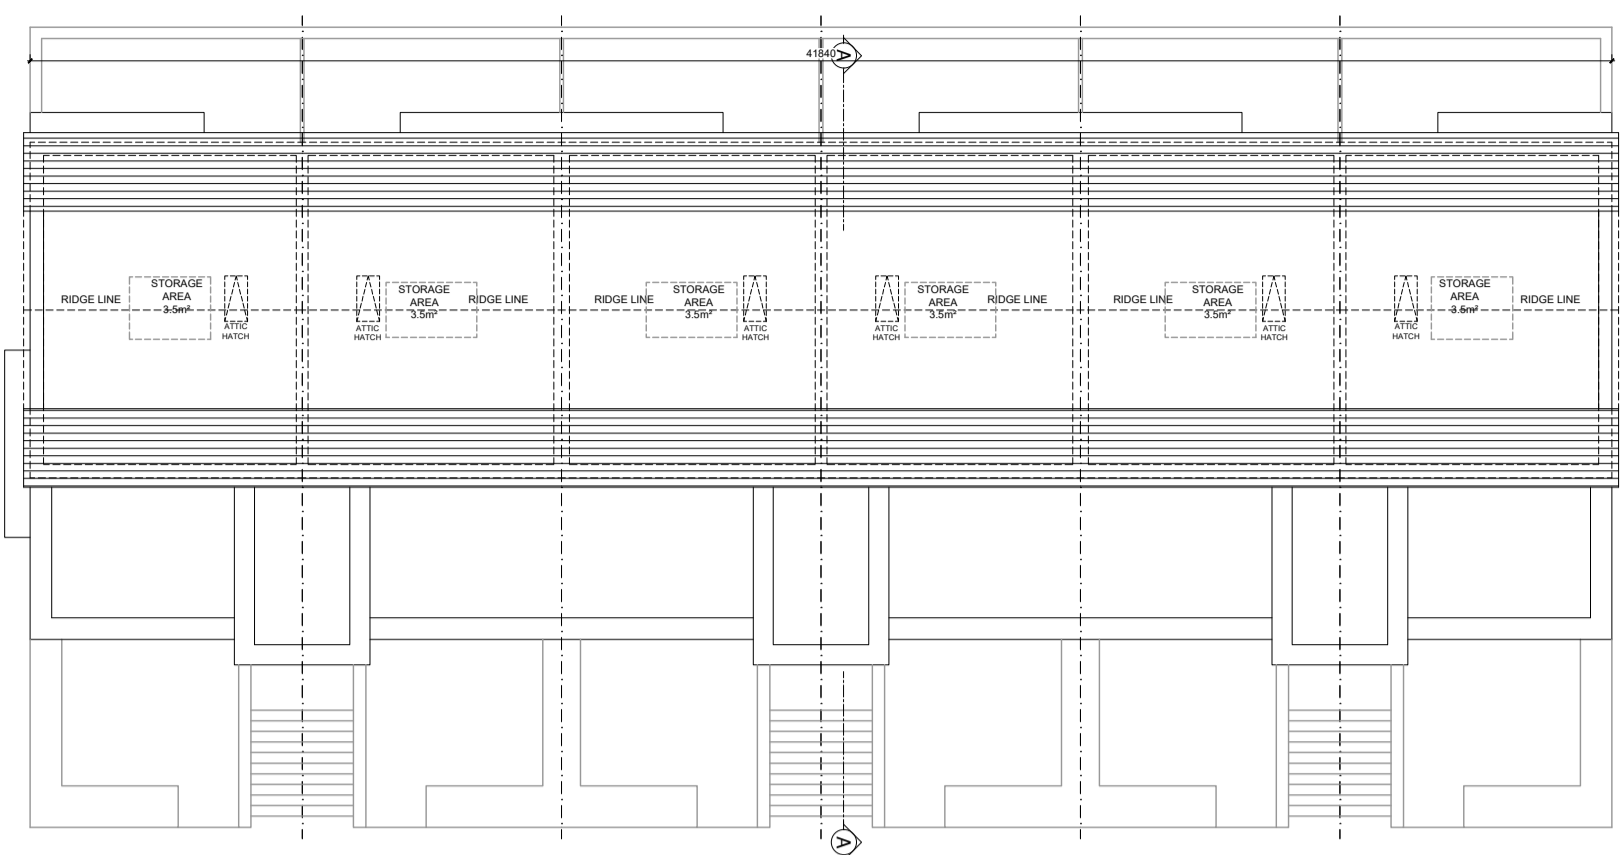 41840
A
RIDGE LINE
STORAGE
AREA
3.5m²
ATTIC
HATCH
ATTIC
HATCH
STORAGE
AREA
3.5m²
RIDGE LINE
RIDGE LINE
STORAGE
AREA
3.5m²
ATTIC
HATCH
ATTIC
HATCH
STORAGE
AREA
3.5m²
RIDGE LINE
RIDGE LINE
STORAGE
AREA
3.5m²
ATTIC
HATCH
ATTIC
HATCH
STORAGE
AREA
3.5m²
RIDGE LINE
A